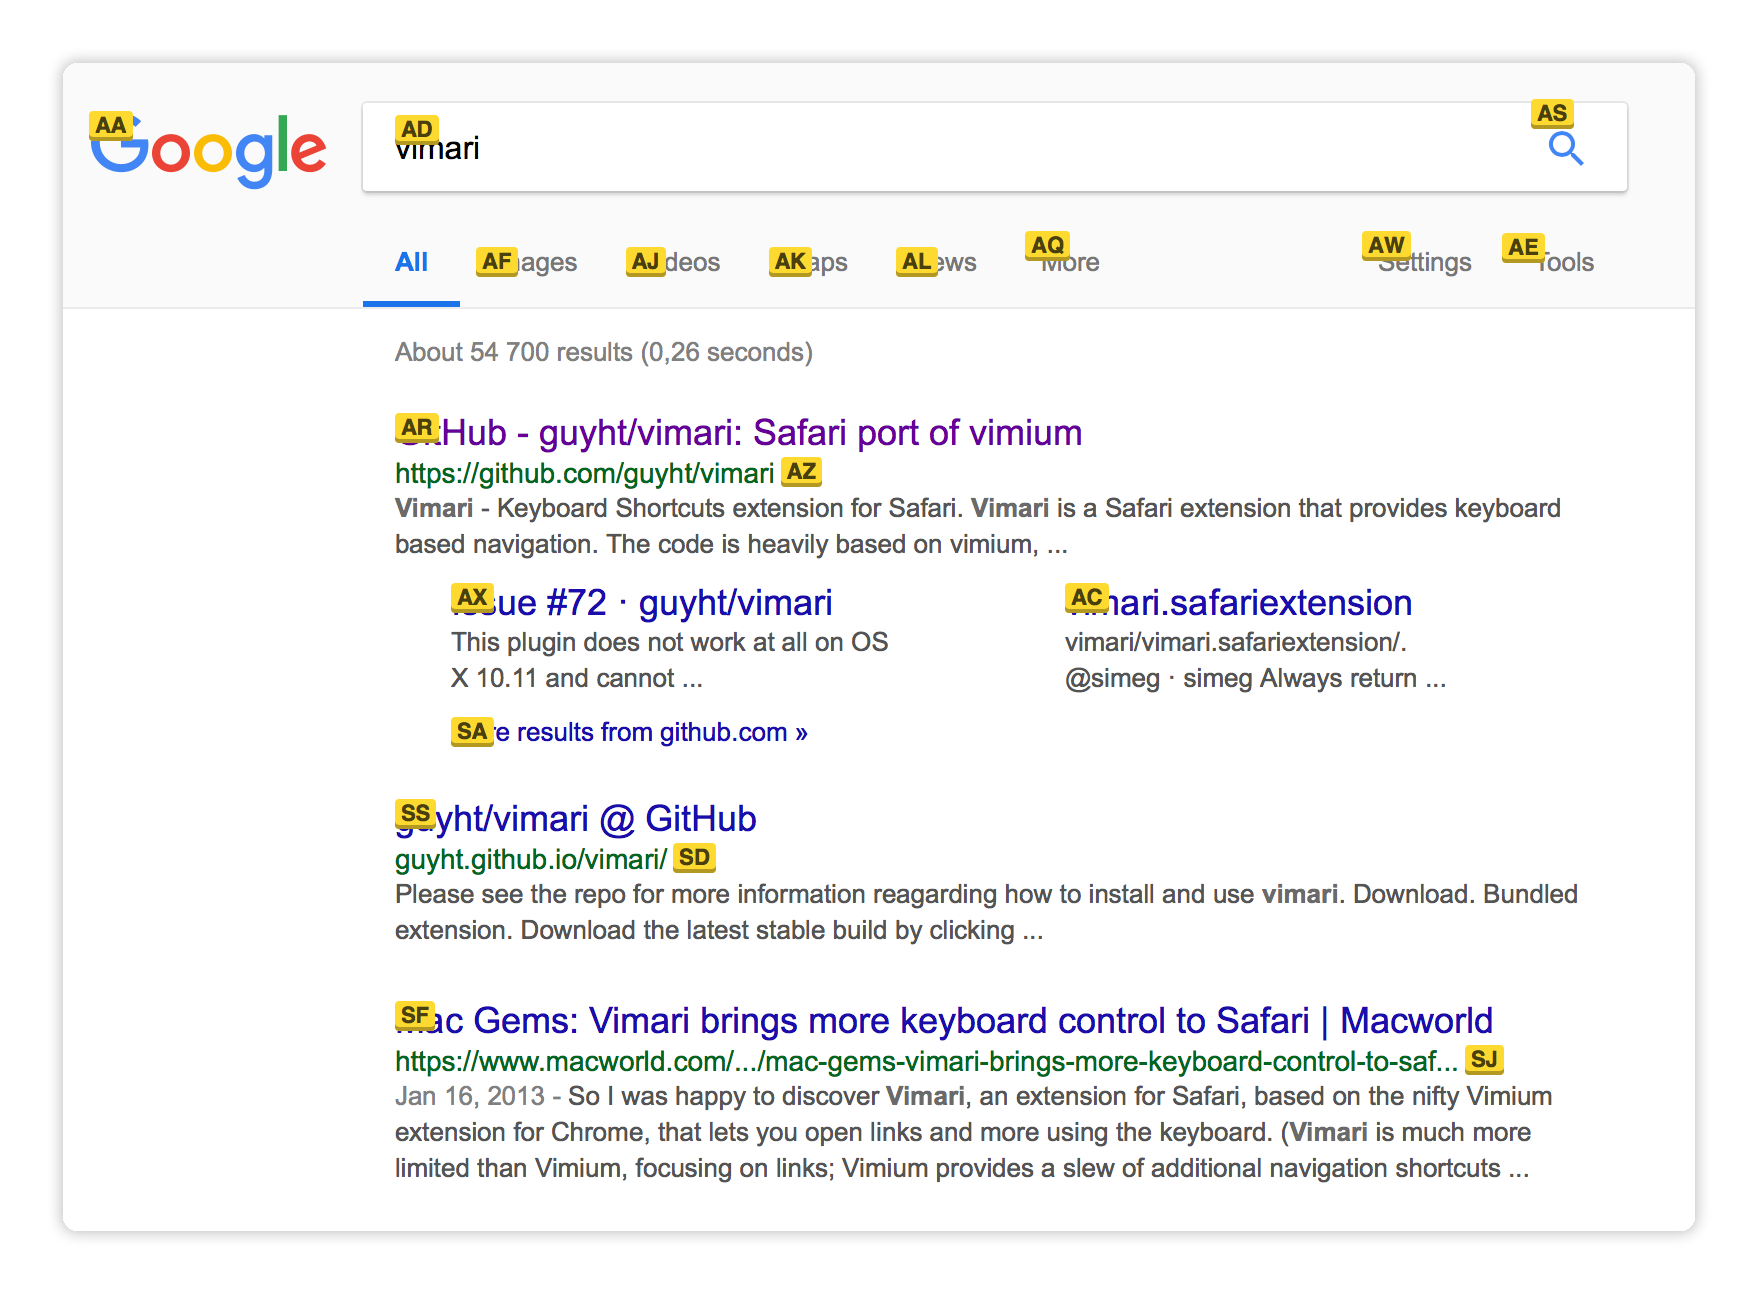 AA Google
AD vimari
AS
All AF ages AJ deos AK aps AL ews AQ More AW Settings AE Tools
About 54 700 results (0,26 seconds)
AR GitHub - guyht/vimari: Safari port of vimium
https://github.com/guyht/vimari AZ
Vimari - Keyboard Shortcuts extension for Safari. Vimari is a Safari extension that provides keyboard
based navigation. The code is heavily based on vimium, ...
AX Issue #72 · guyht/vimari
This plugin does not work at all on OS
X 10.11 and cannot ...
AC vimari.safariextension
vimari/vimari.safariextension/.
@simeg · simeg Always return ...
SA re results from github.com »
SS guyht/vimari @ GitHub
guyht.github.io/vimari/ SD
Please see the repo for more information reagarding how to install and use vimari. Download. Bundled
extension. Download the latest stable build by clicking ...
SF Mac Gems: Vimari brings more keyboard control to Safari | Macworld
https://www.macworld.com/.../mac-gems-vimari-brings-more-keyboard-control-to-saf... SJ
Jan 16, 2013 - So I was happy to discover Vimari, an extension for Safari, based on the nifty Vimium
extension for Chrome, that lets you open links and more using the keyboard. (Vimari is much more
limited than Vimium, focusing on links; Vimium provides a slew of additional navigation shortcuts ...